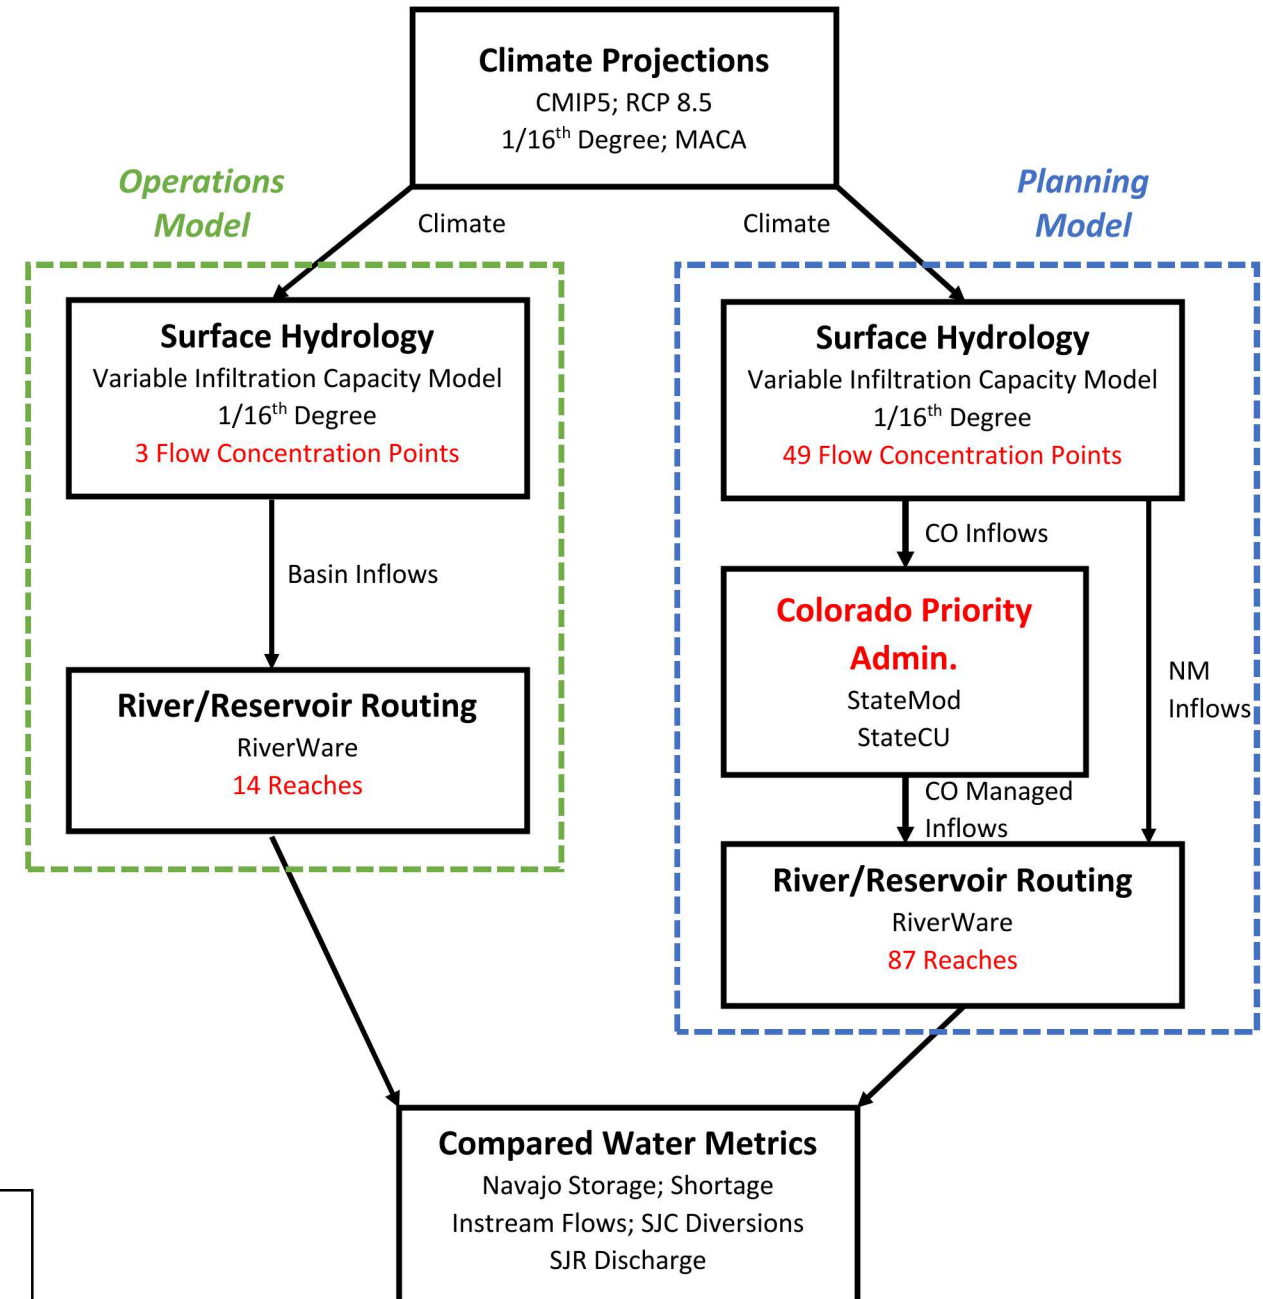 Climate Projections
CMIP5; RCP 8.5
1/16th Degree; MACA
Operations
Model
Planning
Model
Climate
Climate
Surface Hydrology
Variable Infiltration Capacity Model
1/16th Degree
3 Flow Concentration Points
Surface Hydrology
Variable Infiltration Capacity Model
1/16th Degree
49 Flow Concentration Points
Basin Inflows
CO Inflows
Colorado Priority
Admin.
StateMod
StateCU
NM
Inflows
CO Managed
Inflows
River/Reservoir Routing
RiverWare
14 Reaches
River/Reservoir Routing
RiverWare
87 Reaches
Compared Water Metrics
Navajo Storage; Shortage
Instream Flows; SJC Diversions
SJR Discharge